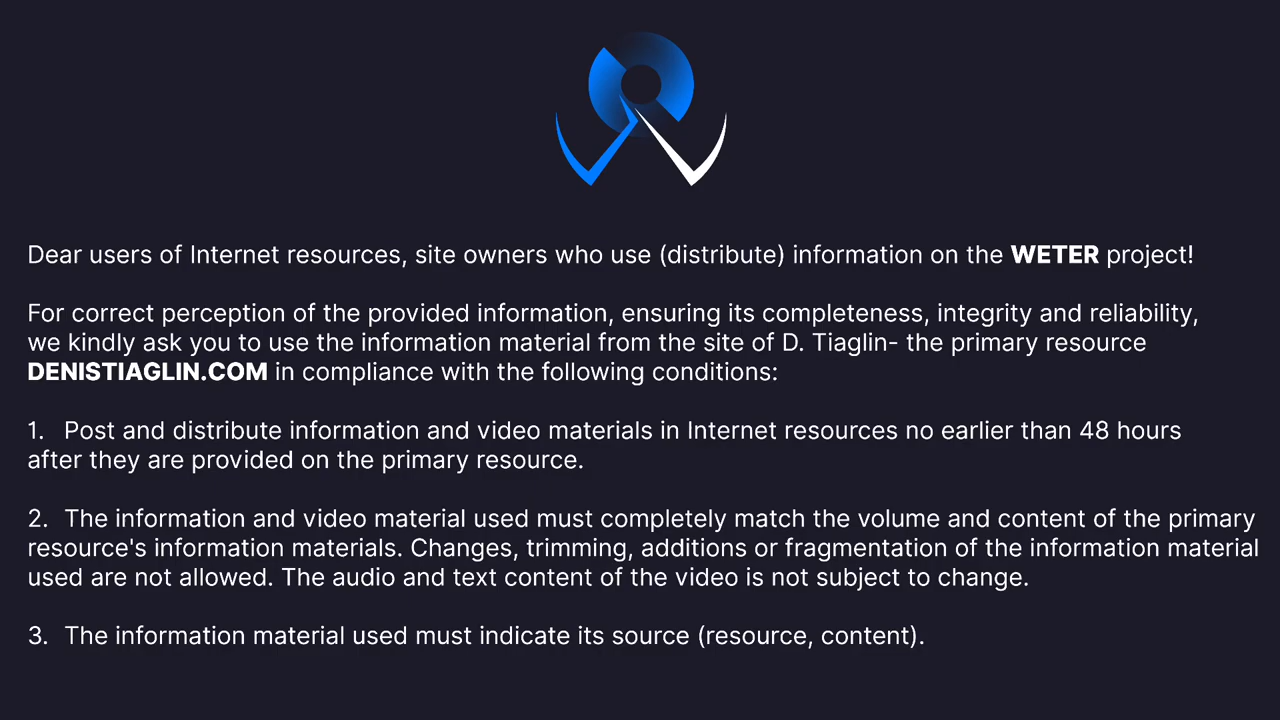 Dear users of Internet resources, site owners who use (distribute) information on the WETER project!
For correct perception of the provided information, ensuring its completeness, integrity and reliability,
we kindly ask you to use the information material from the site of D. Tiaglin- the primary resource
DENISTIAGLIN.COM in compliance with the following conditions:
1. Post and distribute information and video materials in Internet resources no earlier than 48 hours
after they are provided on the primary resource.
2. The information and video material used must completely match the volume and content of the primary
resource's information materials. Changes, trimming, additions or fragmentation of the information material
used are not allowed. The audio and text content of the video is not subject to change.
3. The information material used must indicate its source (resource, content).